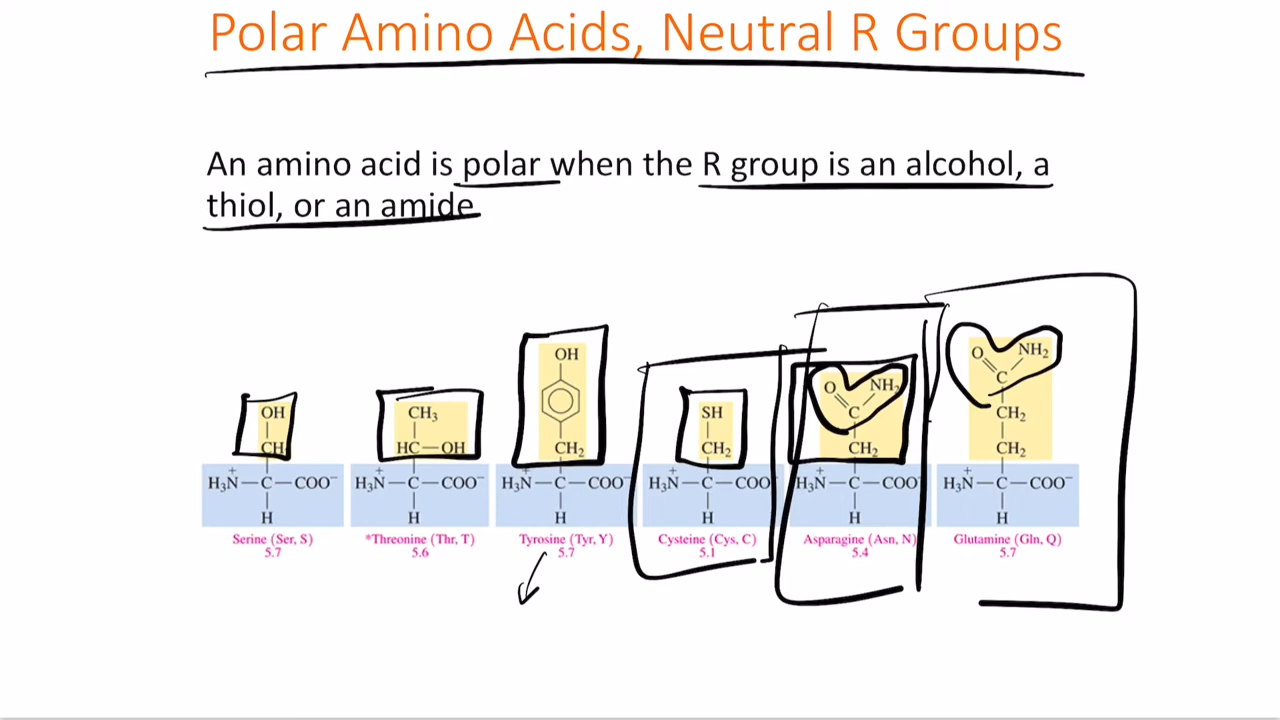 Polar Amino Acids, Neutral R Groups
An amino acid is polar when the R group is an alcohol, a
thiol, or an amide
OH
CH
H₃N⁺—C—COO⁻
H
Serine (Ser, S)
5.7
CH₃
HC—OH
H₃N⁺—C—COO⁻
H
*Threonine (Thr, T)
5.6
OH
CH₂
H₃N⁺—C—COO⁻
H
Tyrosine (Tyr, Y)
5.7
SH
CH₂
H₃N⁺—C—COO
H
Cysteine (Cys, C)
5.1
O NH₂
C
CH₂
H₃N⁺—C—COO
H
Asparagine (Asn, N)
5.4
O NH₂
C
CH₂
CH₂
H₃N⁺—C—COO⁻
H
Glutamine (Gln, Q)
5.7